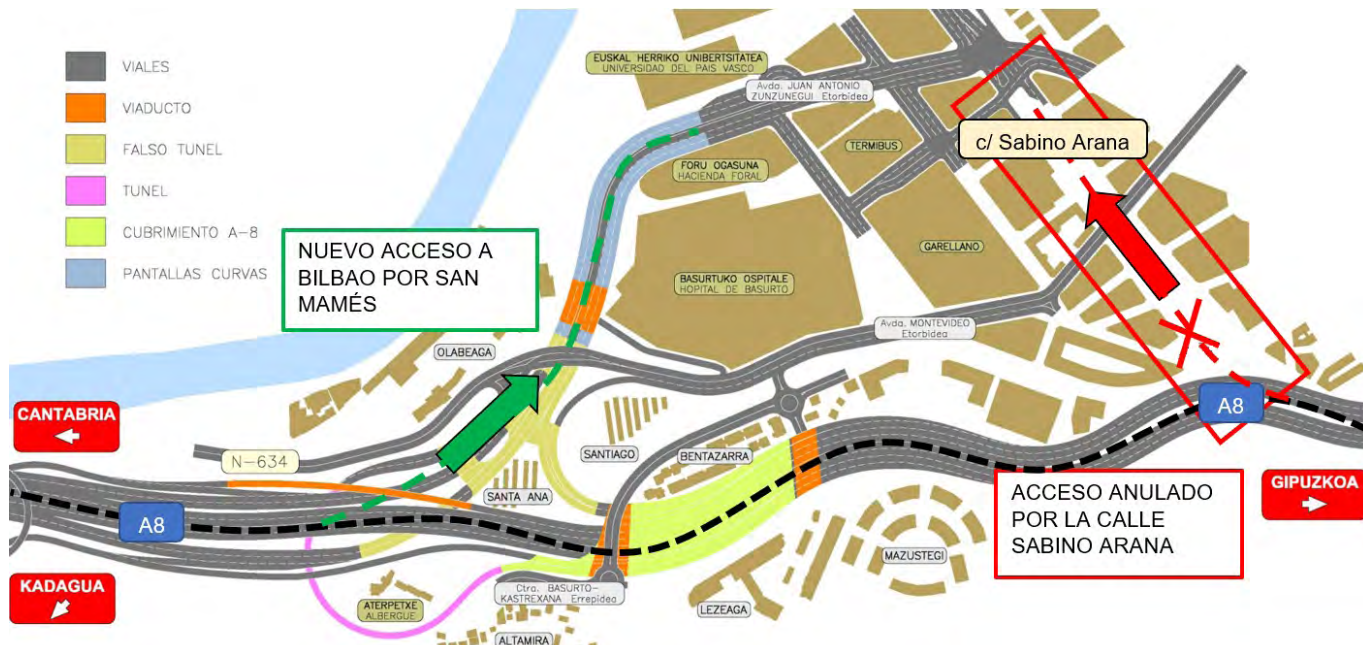 VIALES
VIADUCTO
FALSO TUNEL
TUNEL
CUBRIMIENTO A-8
PANTALLAS CURVAS
EUSKAL HERRIKO UNIBERTSITATEA
UNIVERSIDAD DEL PAIS VASCO
Avda. JUAN ANTONIO
ZUNZUNEGUI Etorbidea
c/ Sabino Arana
TERMIBUS
FORU OGASUNA
HACIENDA FORAL
NUEVO ACCESO A
BILBAO POR SAN
MAMÉS
GARELLANO
BASURTUKO OSPITALE
HOPITAL DE BASURTO
Avda. MONTEVIDEO
Etorbidea
OLABEAGA
CANTABRIA
N-634
SANTIAGO
BENTAZARRA
SANTA ANA
A8
A8
GIPUZKOA
ACCESO ANULADO
POR LA CALLE
SABINO ARANA
MAZUSTEGI
KADAGUA
ATERPETXE
ALBERGUE
Ctra. BASURTO-
KASTREXANA Errepidea
LEZEAGA
ALTAMIRA